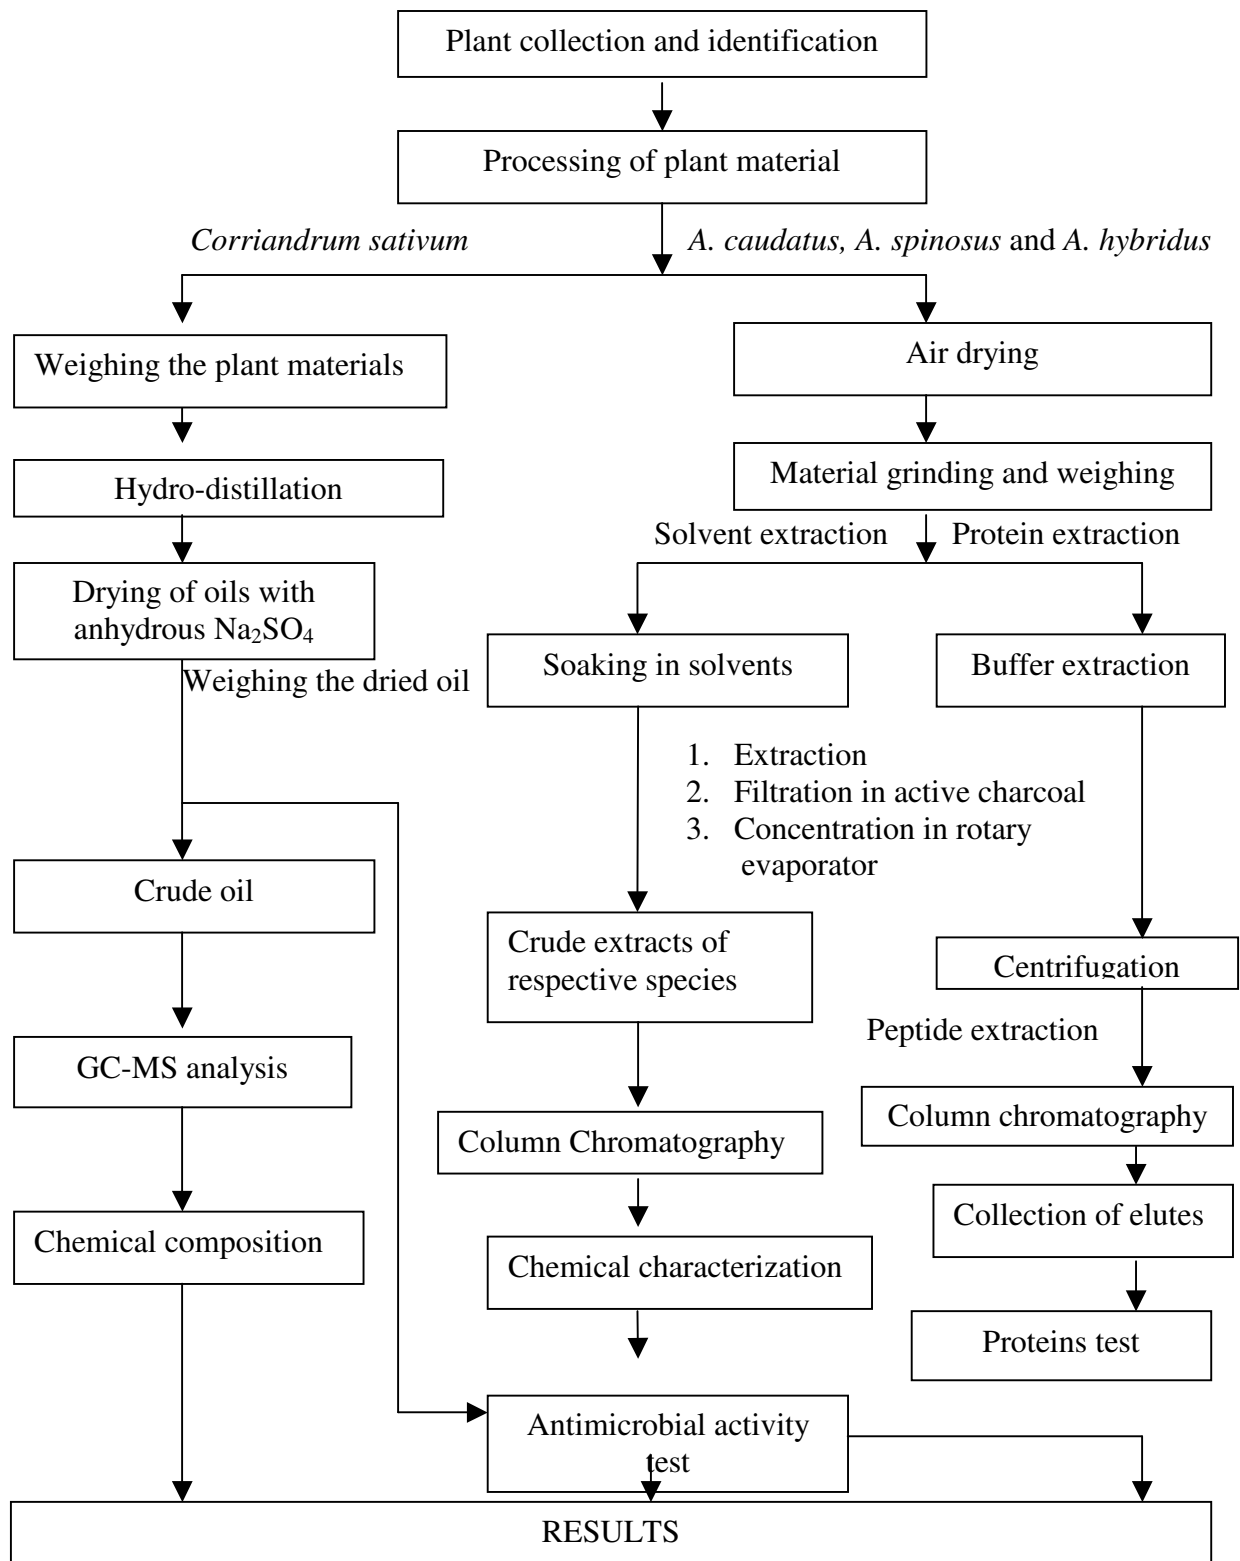 Plant collection and identification
Processing of plant material
Corriandrum sativum
A. caudatus, A. spinosus and A. hybridus
Weighing the plant materials
Air drying
Hydro-distillation
Material grinding and weighing
Solvent extraction
Protein extraction
Drying of oils with
anhydrous Na₂SO₄
Weighing the dried oil
Soaking in solvents
Buffer extraction
1. Extraction
2. Filtration in active charcoal
3. Concentration in rotary
evaporator
Crude oil
Crude extracts of
respective species
Centrifugation
Peptide extraction
GC-MS analysis
Column Chromatography
Column chromatography
Collection of elutes
Chemical composition
Chemical characterization
Proteins test
Antimicrobial activity
test
RESULTS